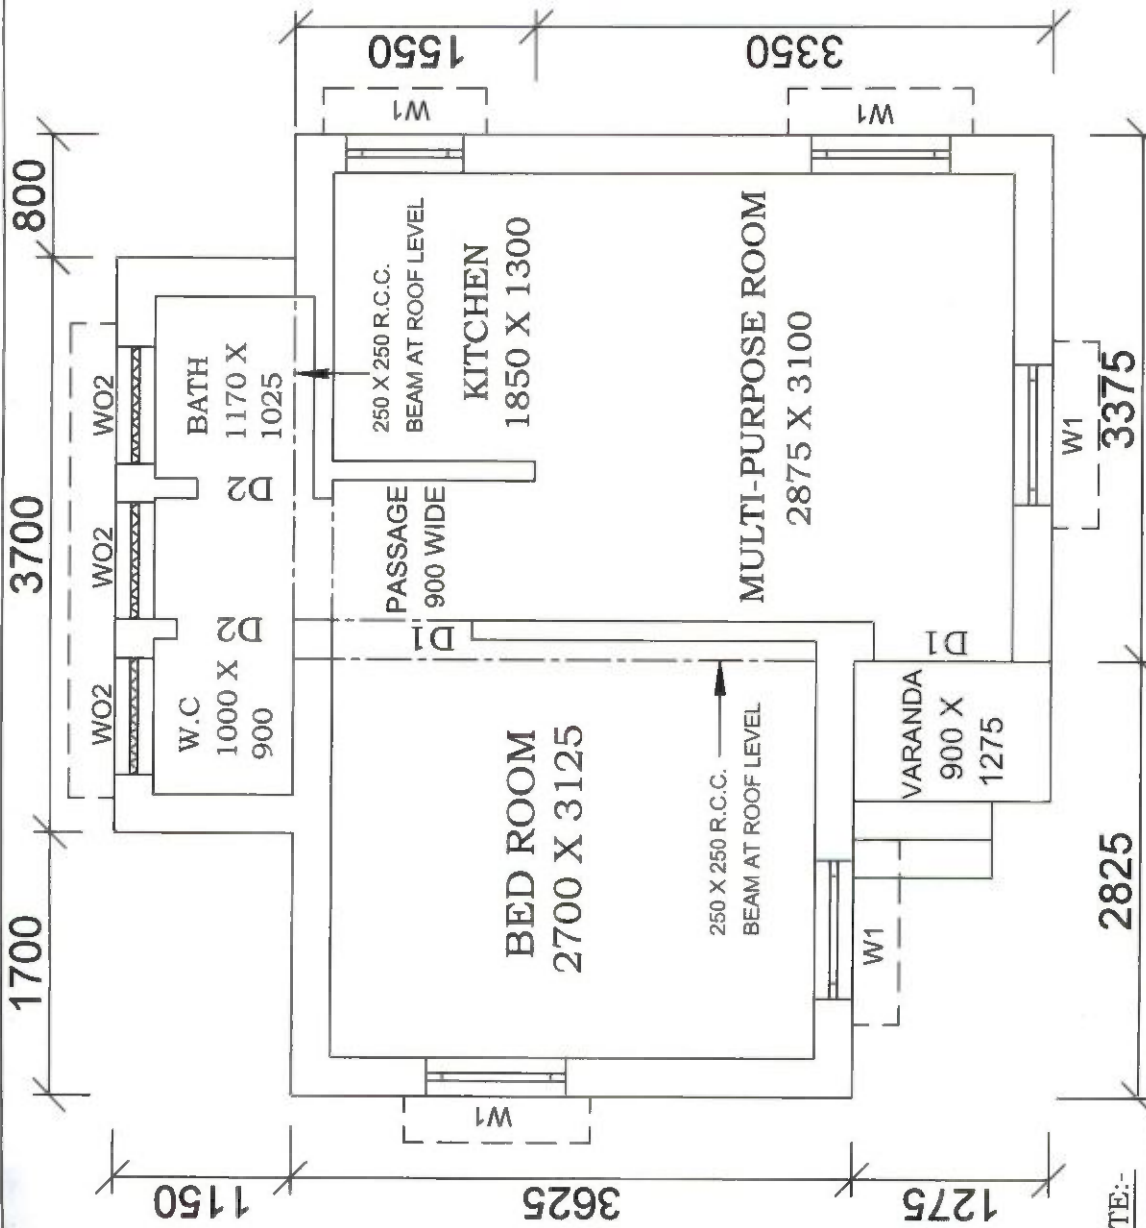 1700
3700
800
WO2
WO2
WO2
W.C
1000 X
900
D2
D2
BATH
1170 X
1025
1150
1550
W1
250 X 250 R.C.C.
BEAM AT ROOF LEVEL
KITCHEN
1850 X 1300
PASSAGE
900 WIDE
D1
BED ROOM
2700 X 3125
3625
W1
250 X 250 R.C.C.
BEAM AT ROOF LEVEL
MULTI-PURPOSE ROOM
2875 X 3100
W1
3350
D1
VARANDA
900 X
1275
W1
1275
W1
2825
3375
TE:-